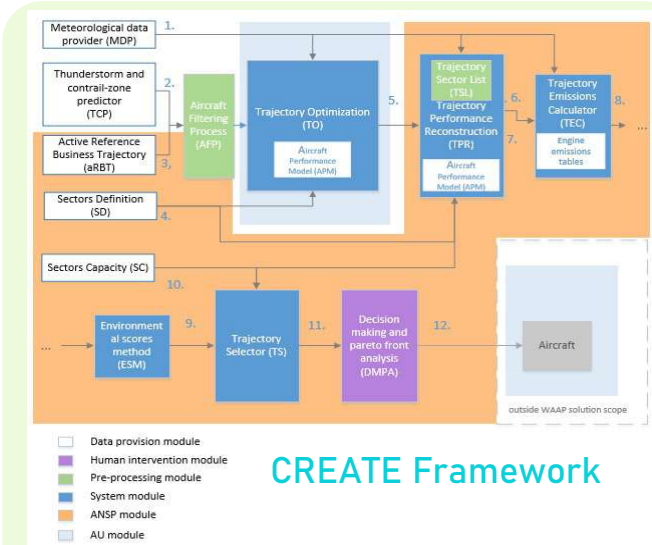 Meteorological data
provider (MDP)
1.
Thunderstorm and
contrail-zone
predictor
(TCP)
2.
Active Reference
Business Trajectory
(aRBT)
3,
Aircraft
Filtering
Process
(AFP)
Trajectory Optimization
(TO)
Aircraft
Performance
Model (APM)
5.
Trajectory
Sector List
(TSL)
Trajectory
Performance
Reconstruction
(TPR)
Aircraft
Performance
Model (APM)
6.
7.
Trajectory
Emissions
Calculator
(TEC)
Engine
emissions
tables
8.
...
Sectors Definition
(SD)
4.
Sectors Capacity (SC)
10.
...
Environment
al scores
method
(ESM)
9.
Trajectory
Selector (TS)
11.
Decision
making and
pareto front
analysis
(DMPA)
12.
Aircraft
outside WAAP solution scope
Data provision module
Human intervention module
Pre-processing module
System module
ANSP module
AU module
CREATE Framework